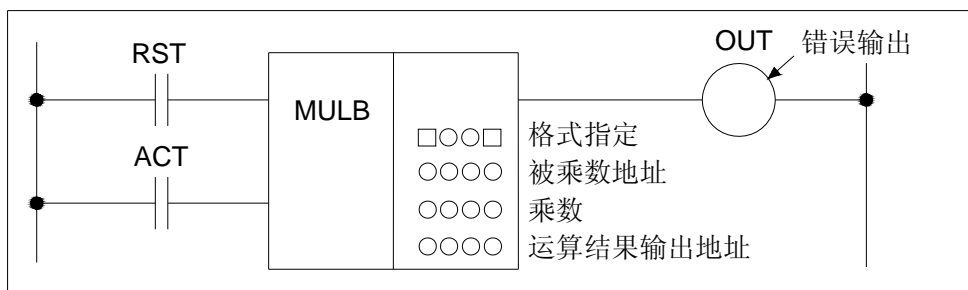 OUT 错误输出
RST
MULB
□○○□ 格式指定
ACT
○○○○ 被乘数地址
○○○○ 乘数
○○○○ 运算结果输出地址